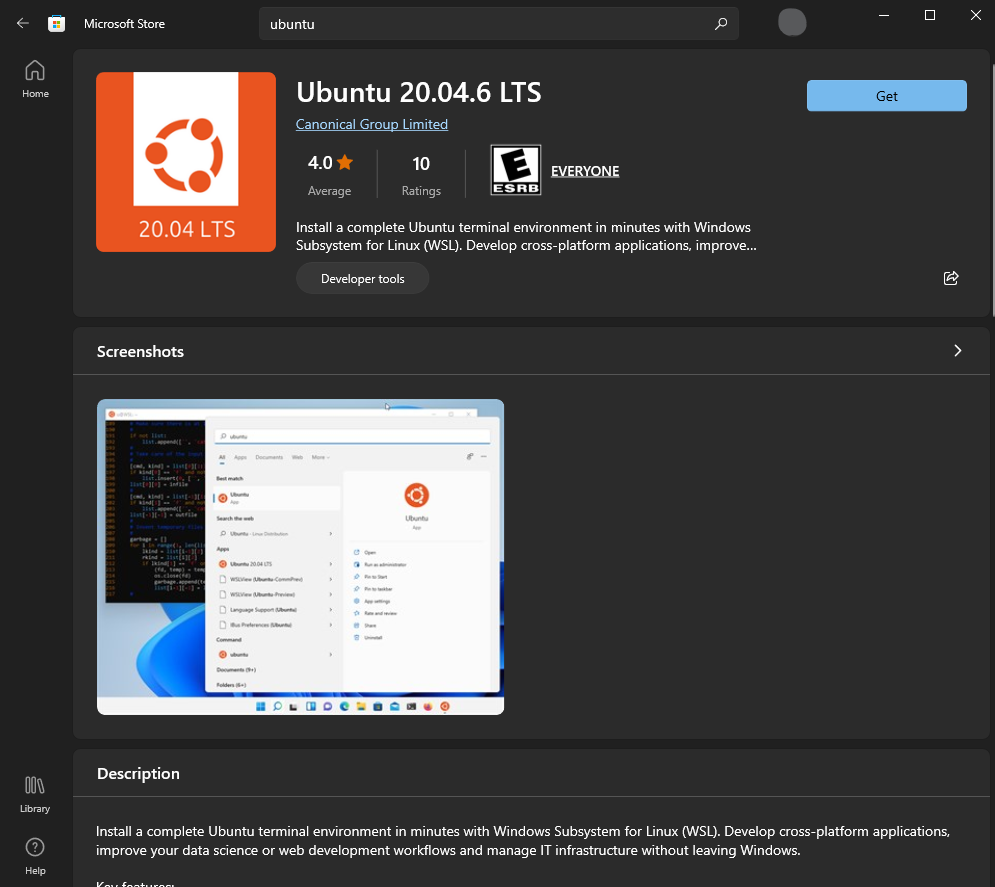 Microsoft Store
ubuntu
Home
20.04 LTS
Ubuntu 20.04.6 LTS
Canonical Group Limited
Get
4.0
Average
10
Ratings
E
ESRB
EVERYONE
Install a complete Ubuntu terminal environment in minutes with Windows
Subsystem for Linux (WSL). Develop cross-platform applications, improve...
Developer tools
Screenshots
ubuntu
All Apps Documents Web More
Best match
Ubuntu
App
Search the web
Ubuntu - Linux Distribution
Apps
Ubuntu 20.04 LTS
WSLView (Ubuntu-CommPrev)
WSLView (Ubuntu-Preview)
Language Support (Ubuntu)
IBus Preferences (Ubuntu)
Command
ubuntu
Documents (9+)
Folders (6+)
Ubuntu
App
Open
Run as administrator
Pin to Start
Pin to taskbar
App settings
Rate and review
Share
Uninstall
Description
Install a complete Ubuntu terminal environment in minutes with Windows Subsystem for Linux (WSL). Develop cross-platform applications,
improve your data science or web development workflows and manage IT infrastructure without leaving Windows.
Key features:
Library
Help